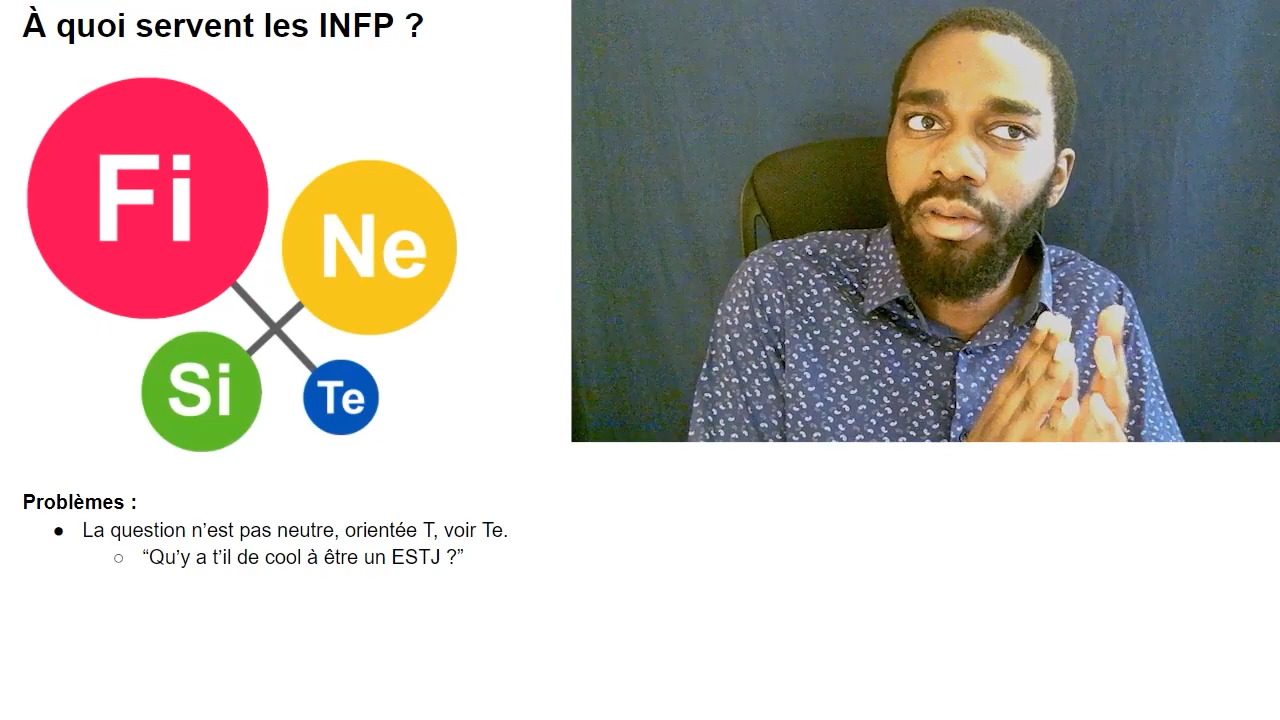 À quoi servent les INFP ?
Fi
Ne
Si
Te
Problèmes :
● La question n’est pas neutre, orientée T, voir Te.
○ “Qu’y a t’il de cool à être un ESTJ ?”